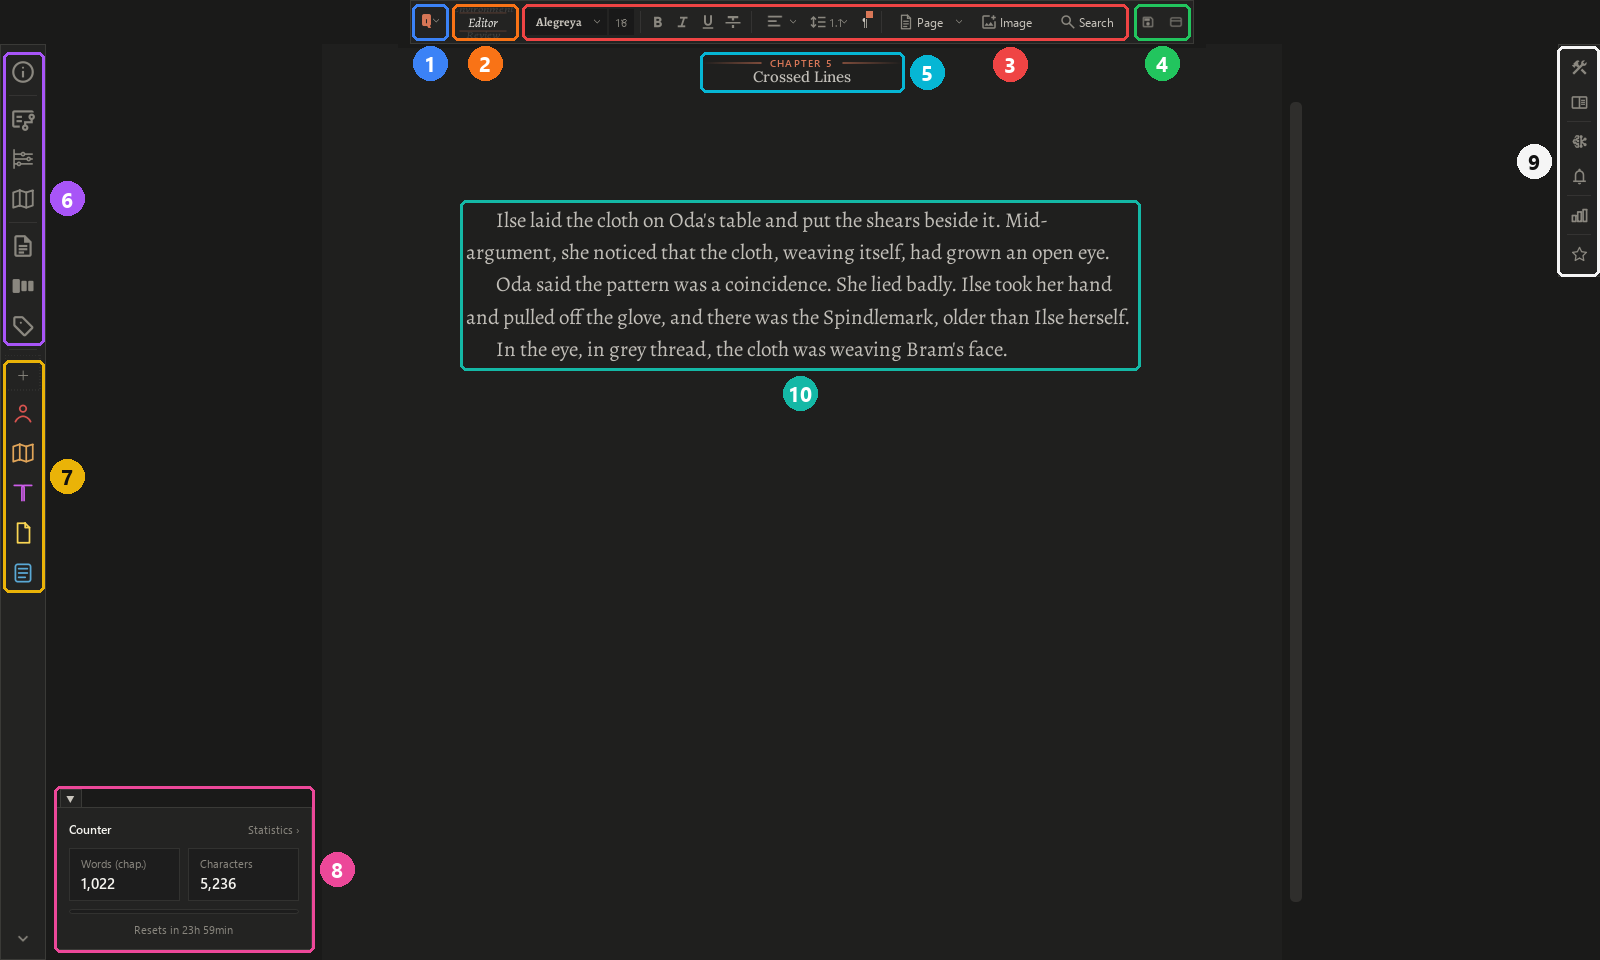 Editor
Alegreya
18
B
I
U
T
1.1
¶
Page
Image
Search
1
2
3
4
CHAPTER 5
Crossed Lines
5
6
7
8
9
10
Ilse laid the cloth on Oda's table and put the shears beside it. Mid-
argument, she noticed that the cloth, weaving itself, had grown an open eye.
Oda said the pattern was a coincidence. She lied badly. Ilse took her hand
and pulled off the glove, and there was the Spindlemark, older than Ilse herself.
In the eye, in grey thread, the cloth was weaving Bram's face.
Counter
Statistics ›
Words (chap.)
Characters
1,022
5,236
Resets in 23h 59min